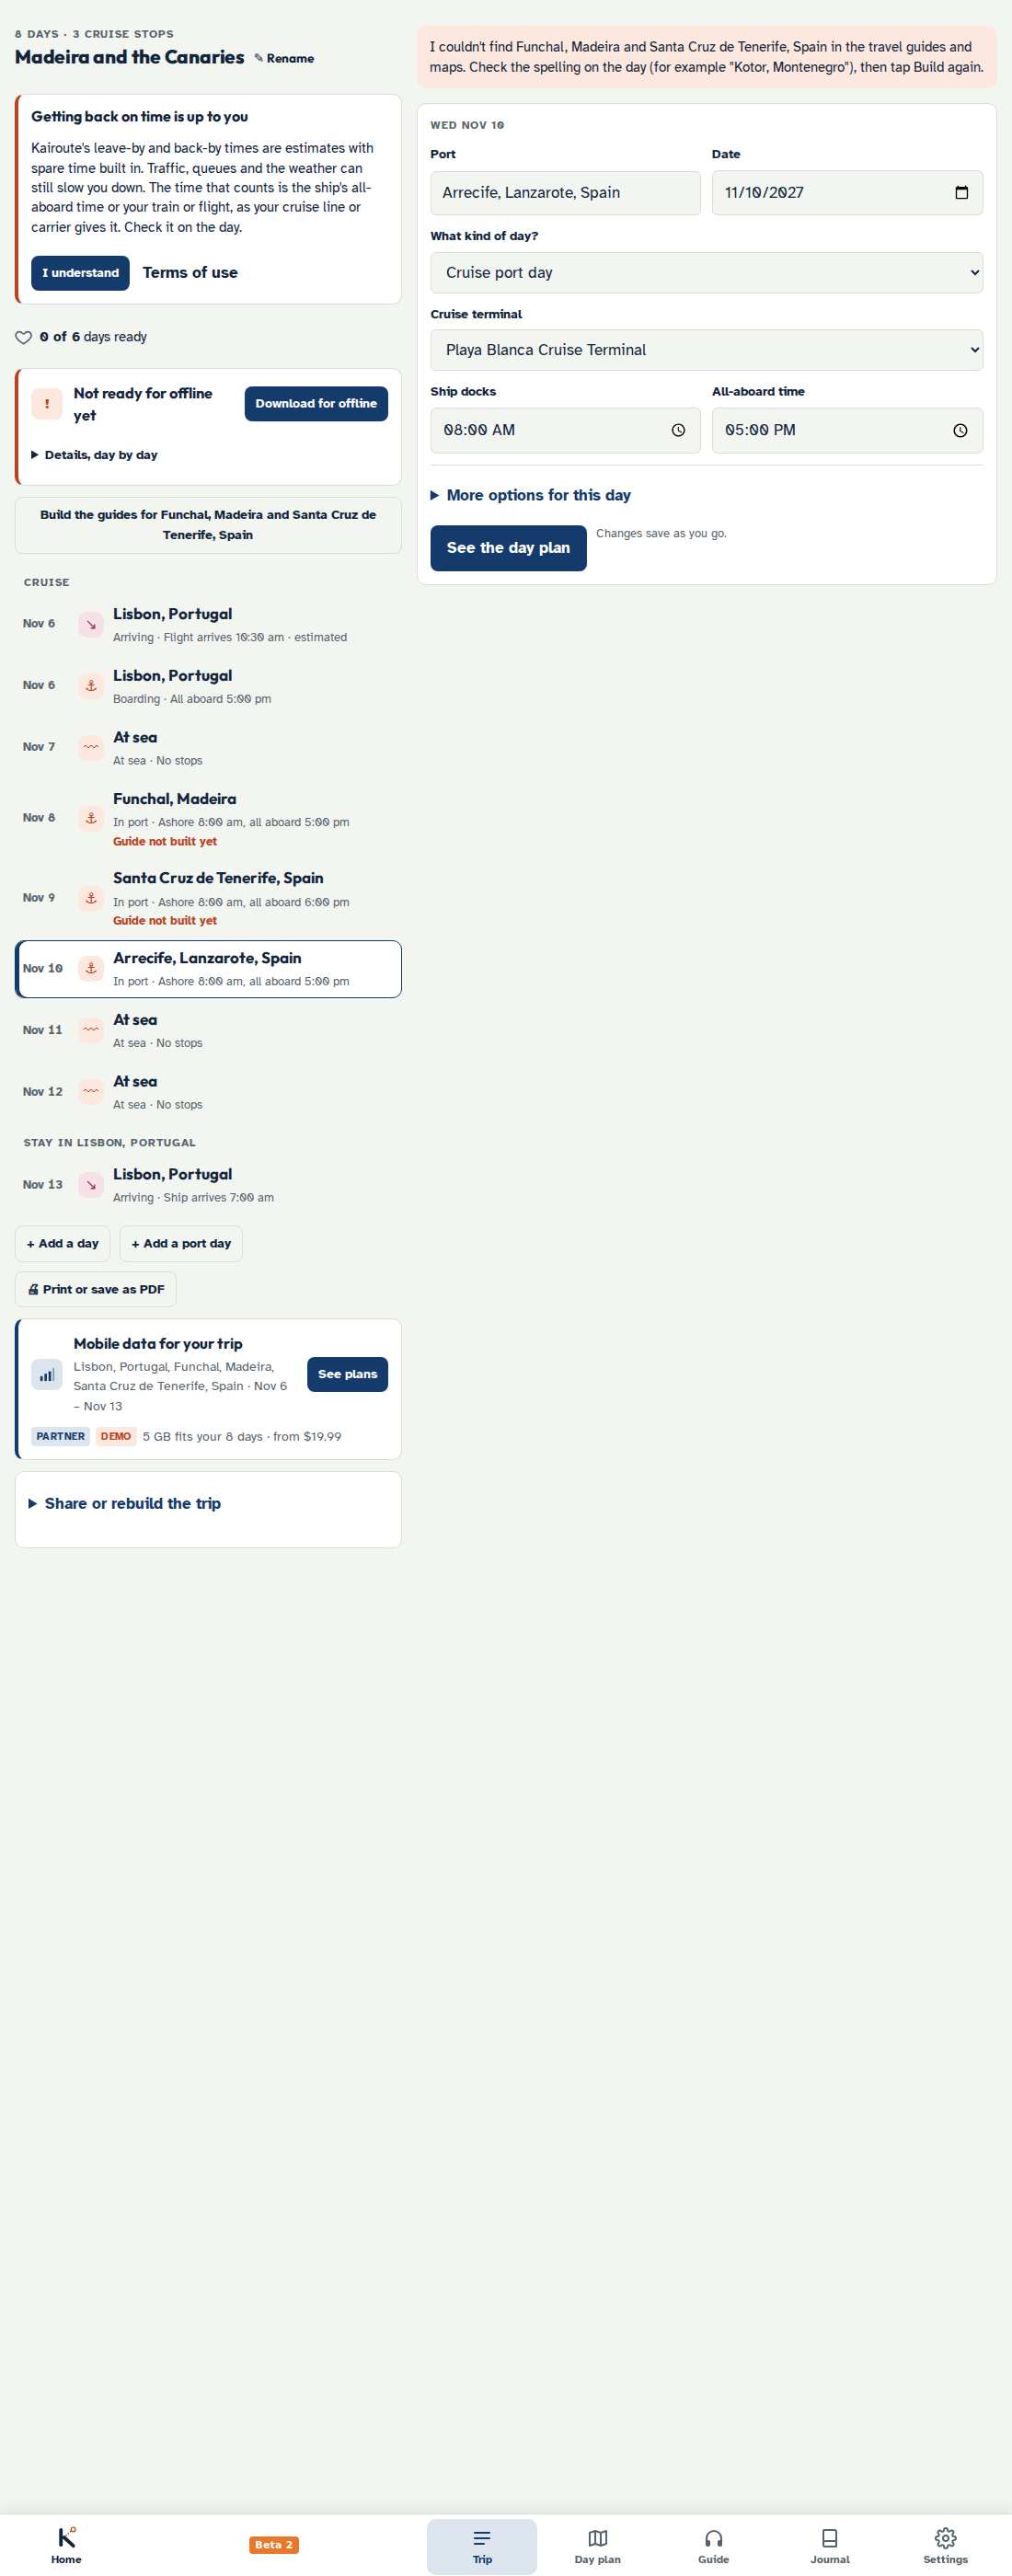 8 DAYS · 3 CRUISE STOPS
Madeira and the Canaries ✎ Rename
Getting back on time is up to you
Kairoute's leave-by and back-by times are estimates with
spare time built in. Traffic, queues and the weather can
still slow you down. The time that counts is the ship's all-
aboard time or your train or flight, as your cruise line or
carrier gives it. Check it on the day.
I understand Terms of use
0 of 6 days ready
! Not ready for offline
yet
Download for offline
▶ Details, day by day
Build the guides for Funchal, Madeira and Santa Cruz de
Tenerife, Spain
CRUISE
Nov 6 ↘ Lisbon, Portugal
Arriving · Flight arrives 10:30 am · estimated
Nov 6 Lisbon, Portugal
Boarding · All aboard 5:00 pm
Nov 7 At sea
At sea · No stops
Nov 8 Funchal, Madeira
In port · Ashore 8:00 am, all aboard 5:00 pm
Guide not built yet
Nov 9 Santa Cruz de Tenerife, Spain
In port · Ashore 8:00 am, all aboard 6:00 pm
Guide not built yet
Nov 10 Arrecife, Lanzarote, Spain
In port · Ashore 8:00 am, all aboard 5:00 pm
Nov 11 At sea
At sea · No stops
Nov 12 At sea
At sea · No stops
STAY IN LISBON, PORTUGAL
Nov 13 ↘ Lisbon, Portugal
Arriving · Ship arrives 7:00 am
+ Add a day + Add a port day
Print or save as PDF
Mobile data for your trip
Lisbon, Portugal, Funchal, Madeira,
Santa Cruz de Tenerife, Spain · Nov 6
– Nov 13
See plans
PARTNER DEMO 5 GB fits your 8 days · from $19.99
▶ Share or rebuild the trip
I couldn't find Funchal, Madeira and Santa Cruz de Tenerife, Spain in the travel guides and
maps. Check the spelling on the day (for example "Kotor, Montenegro"), then tap Build again.
WED NOV 10
Port Date
Arrecife, Lanzarote, Spain 11/10/2027
What kind of day?
Cruise port day
Cruise terminal
Playa Blanca Cruise Terminal
Ship docks All-aboard time
08:00 AM 05:00 PM
▶ More options for this day
See the day plan Changes save as you go.
Home Beta 2 Trip Day plan Guide Journal Settings